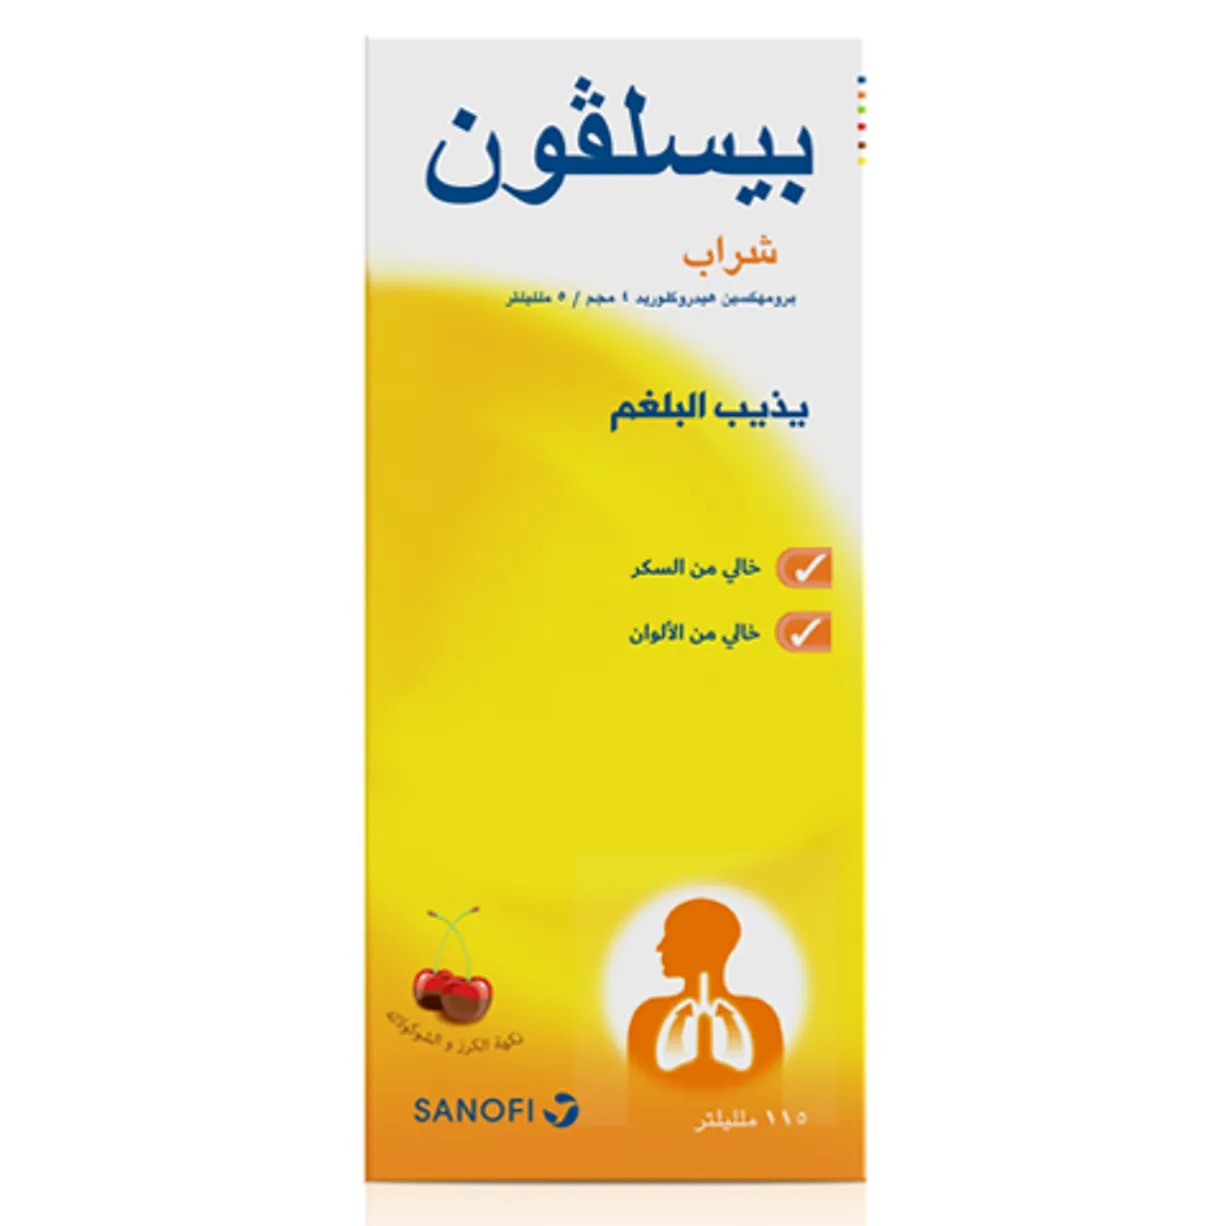 بيسلڤون
شراب
برومهكسين هيدروكلوريد ٤ مجم / ٥ ملليلتر
يذيب البلغم
خالي من السكر
خالي من الألوان
نكهة الكرز و الشوكولاته
SANOFI
١١٥ ملليلتر